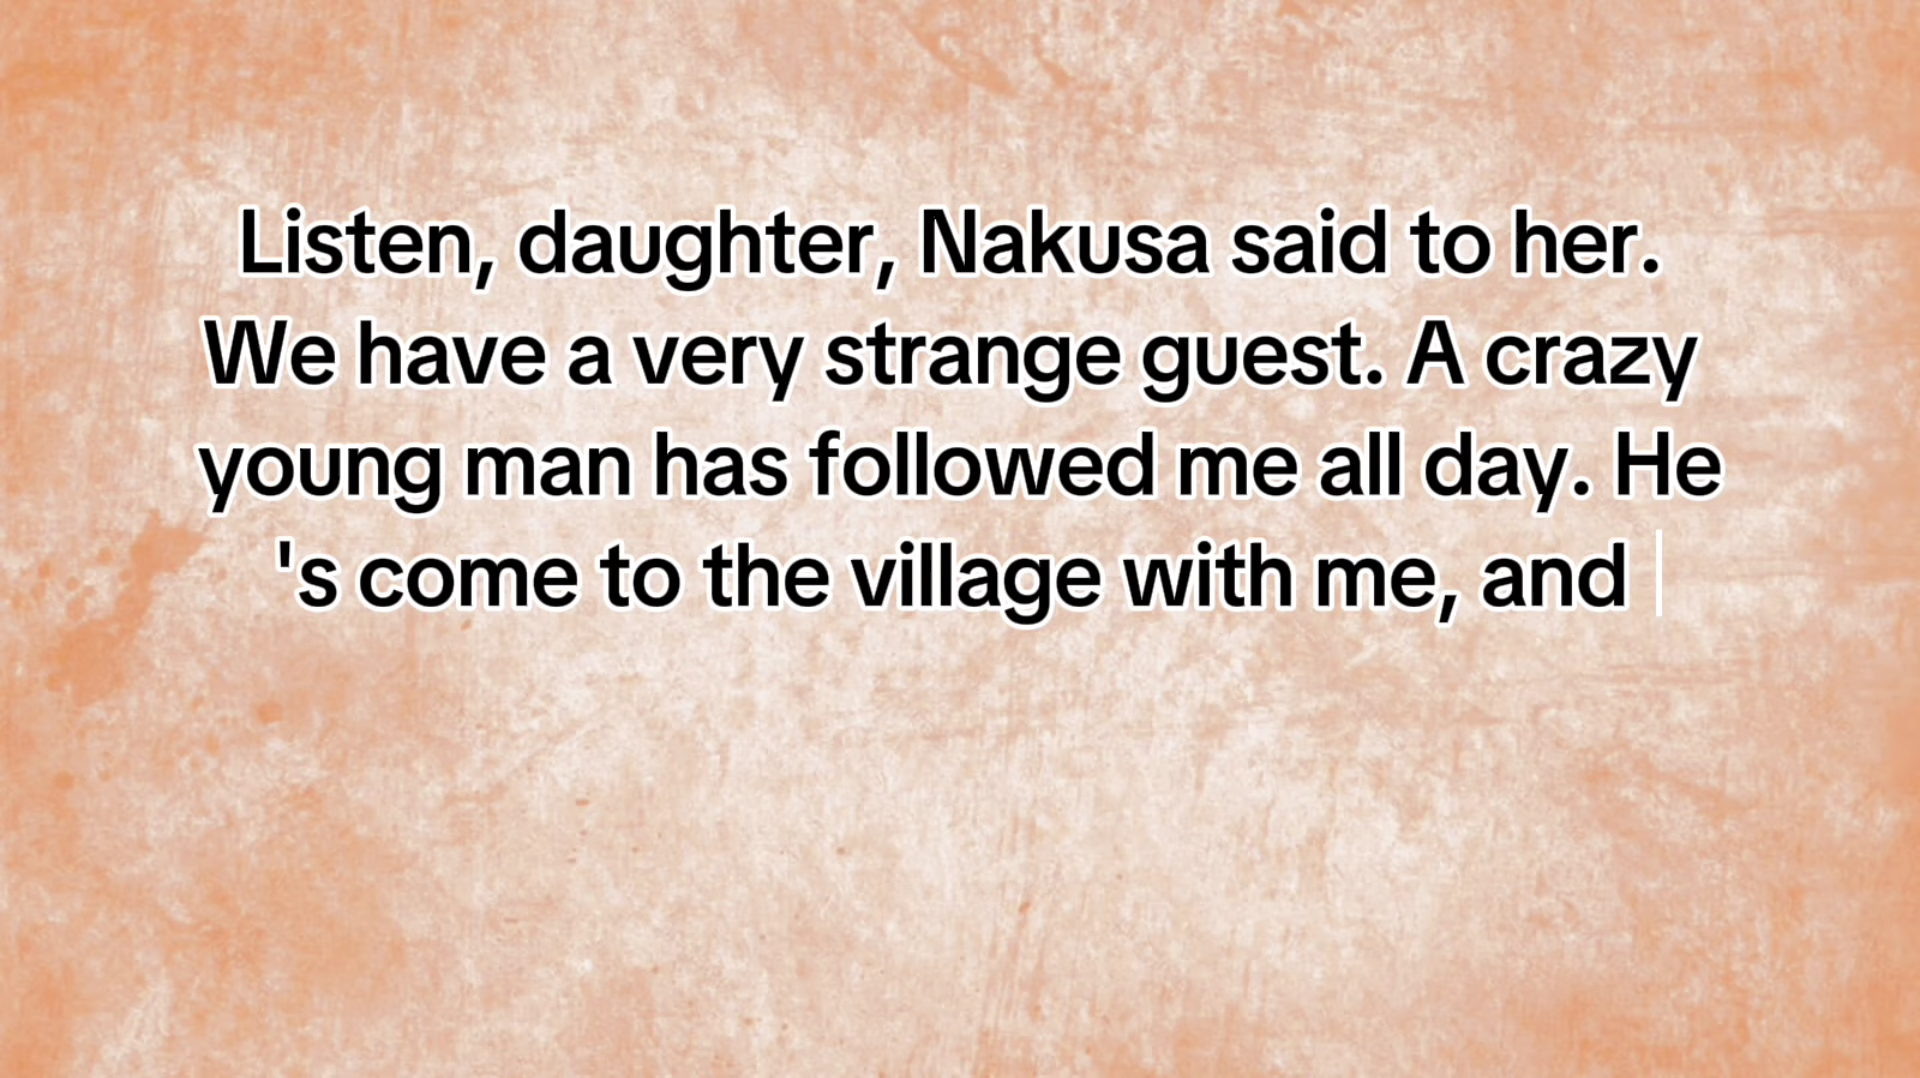 Listen, daughter, Nakusa said to her.
We have a very strange guest. A crazy
young man has followed me all day. He
's come to the village with me, and